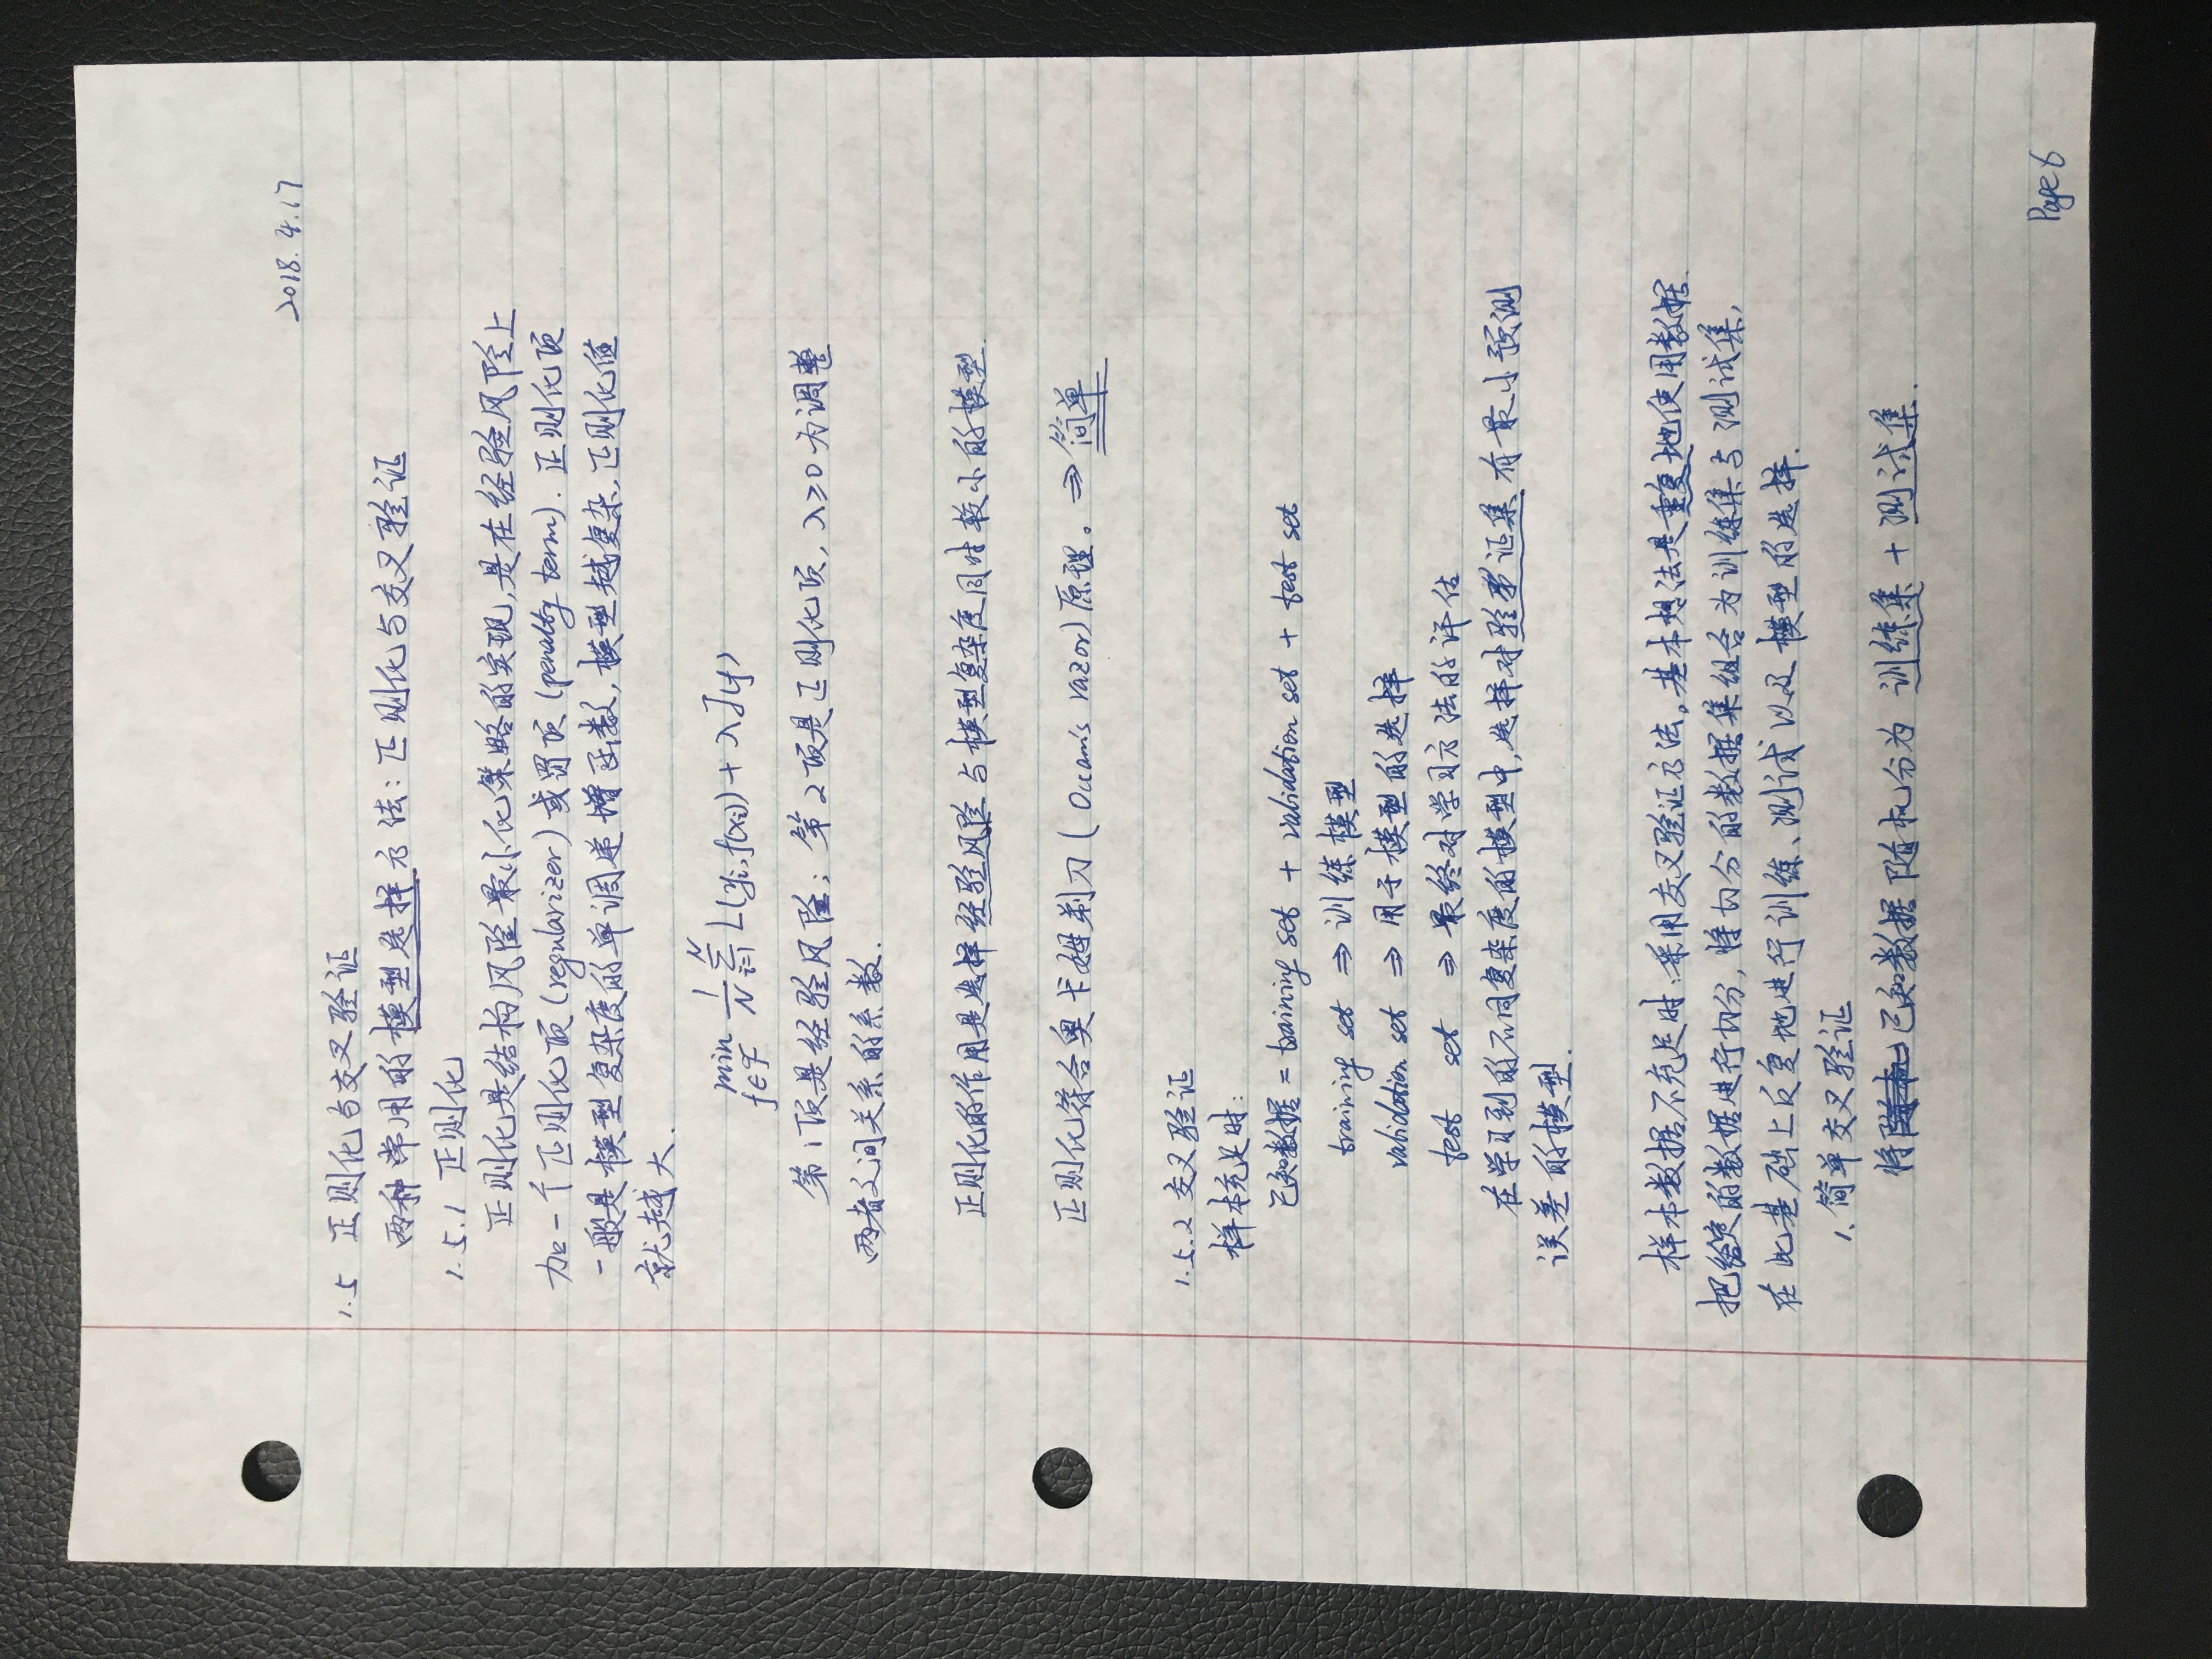 2018.4.17
1.5 正则化与交叉验证
两种常用的模型选择方法:正则化与交叉验证
1.5.1 正则化
正则化是结构风险最小化策略的实现,是在经验风险上
加一个正则化项(regularizer)或罚项(penalty term).正则化项
一般是模型复杂度的单调递增函数,模型越复杂,正则化值
就越大.
min f∈F 1/N Σ i=1 N L(yi,f(xi))+λJ(f)
第1项是经验风险;第2项是正则化项,λ≥0为调整
两者之间关系的系数.
正则化的作用是选择经验风险与模型复杂度同时较小的模型.
正则化符合奥卡姆剃刀(Occam's razor)原理。⇒简单
1.5.2 交叉验证
样本充足时:
已知数据=training set + validation set + test set
training set ⇒ 训练模型
validation set ⇒ 用于模型的选择
test set ⇒ 最终对学习方法的评估
在学习到的不同复杂度的模型中,选择对验证集有最小预测
误差的模型.
样本数据不充足时:采用交叉验证方法。基本想法是重复地使用数据.
把给定的数据进行切分,将切分的数据集组合为训练集与测试集,
在此基础上反复地进行训练、测试以及模型的选择.
1.简单交叉验证
将已知数据随机分为 训练集+测试集.
Page 6